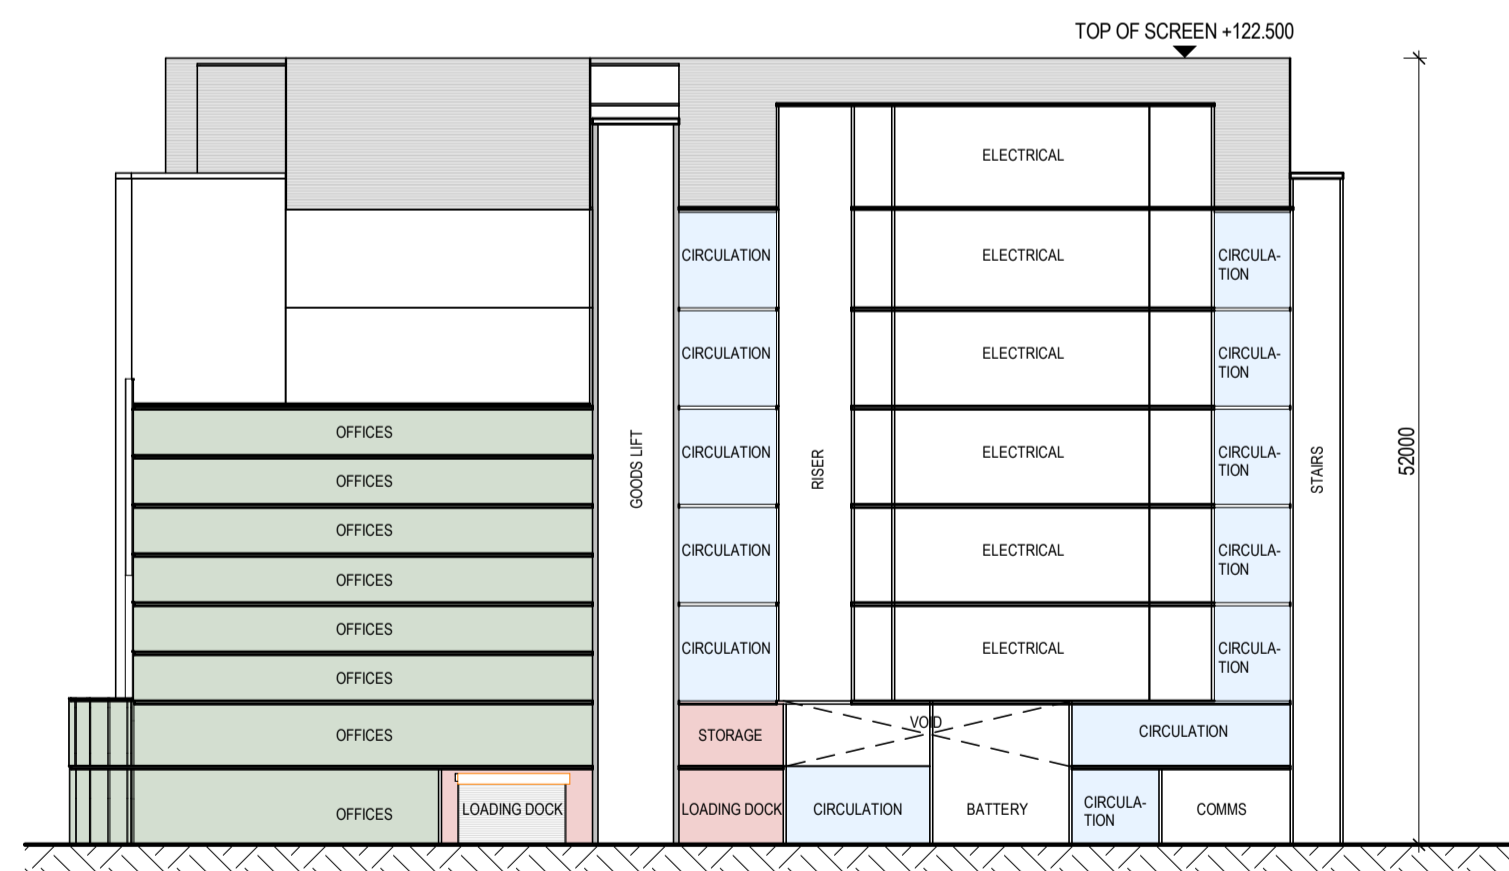 TOP OF SCREEN +122.500
ELECTRICAL
CIRCULATION
ELECTRICAL
CIRCULA-
TION
CIRCULATION
ELECTRICAL
CIRCULA-
TION
OFFICES
CIRCULATION
ELECTRICAL
CIRCULA-
TION
GOODS LIFT
RISER
STAIRS
52000
OFFICES
OFFICES
CIRCULATION
ELECTRICAL
CIRCULA-
TION
OFFICES
OFFICES
CIRCULATION
ELECTRICAL
CIRCULA-
TION
OFFICES
OFFICES
STORAGE
VOID
CIRCULATION
OFFICES
LOADING DOCK
LOADING DOCK
CIRCULATION
BATTERY
CIRCULA-
TION
COMMS